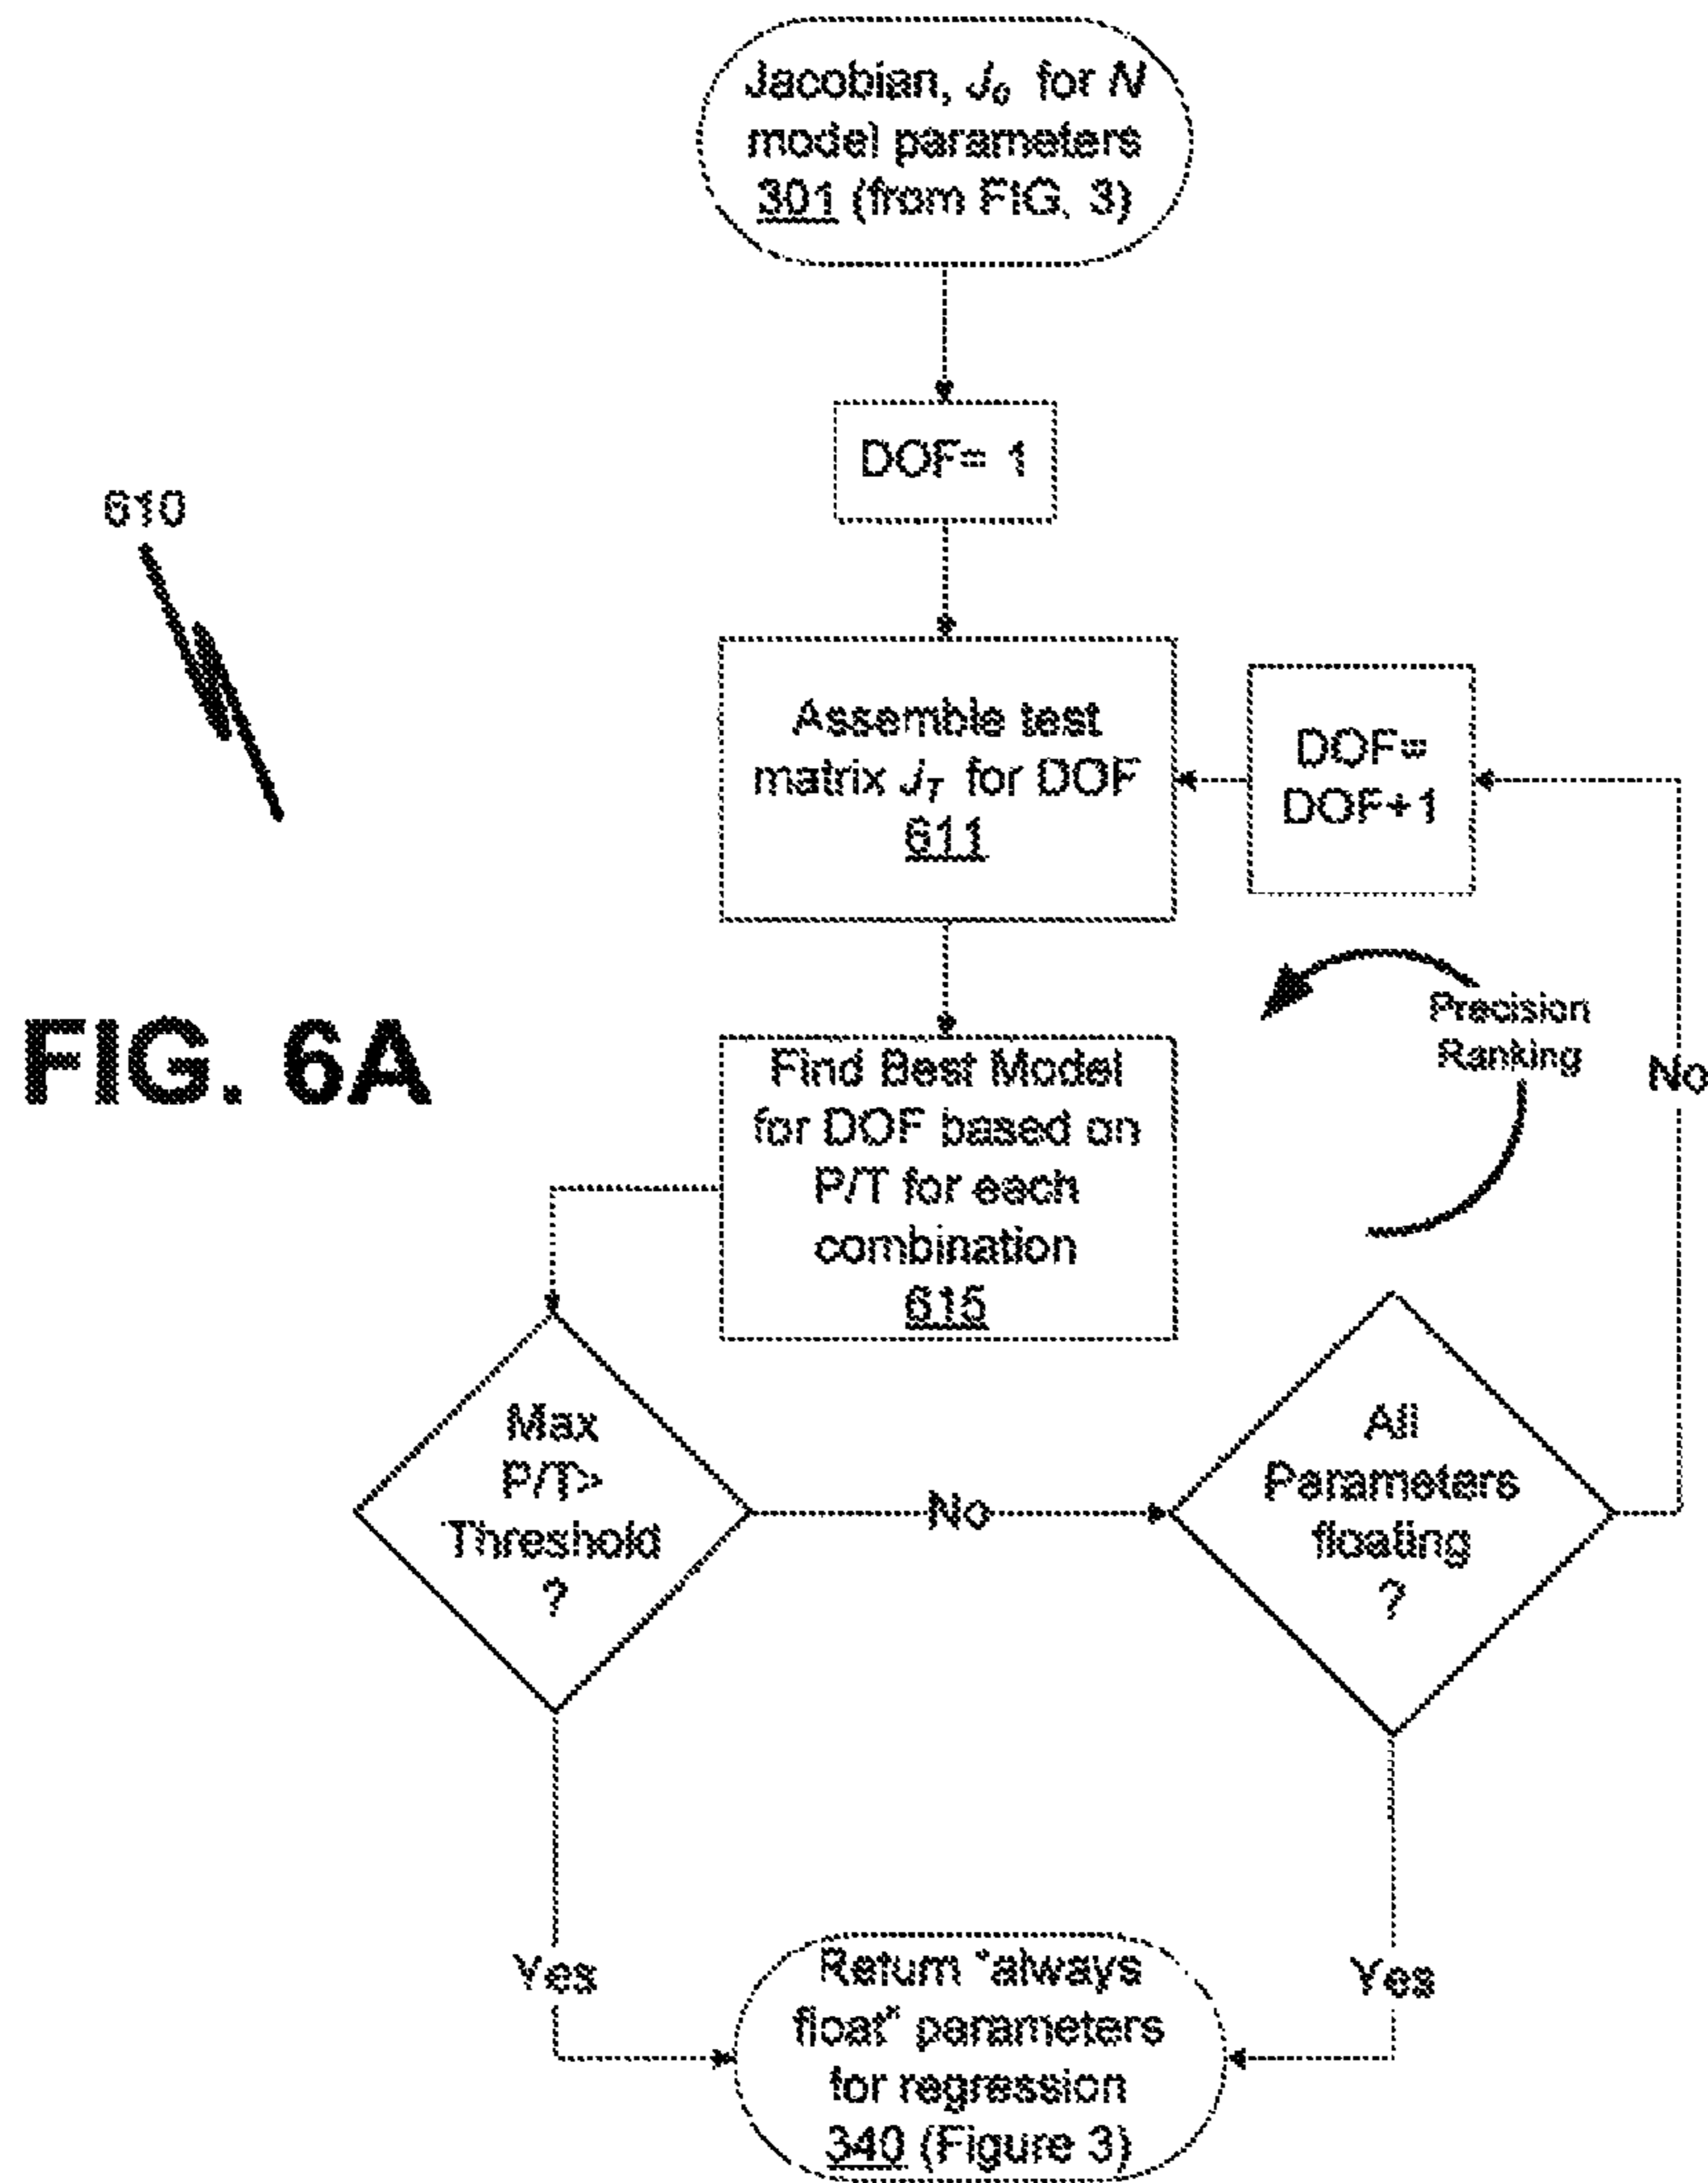 Jacobian, J₀ for N
model parameters
301 (from FIG. 3)
DOF= 1
610
Assemble test
matrix J_T for DOF
611
DOF=
DOF+1
Precision
Ranking
No
FIG. 6A
Find Best Model
for DOF based on
P/T for each
combination
615
Max
P/T>
Threshold
?
No
All
Parameters
floating
?
Yes
Yes
Return "always
float" parameters
for regression
340 (Figure 3)